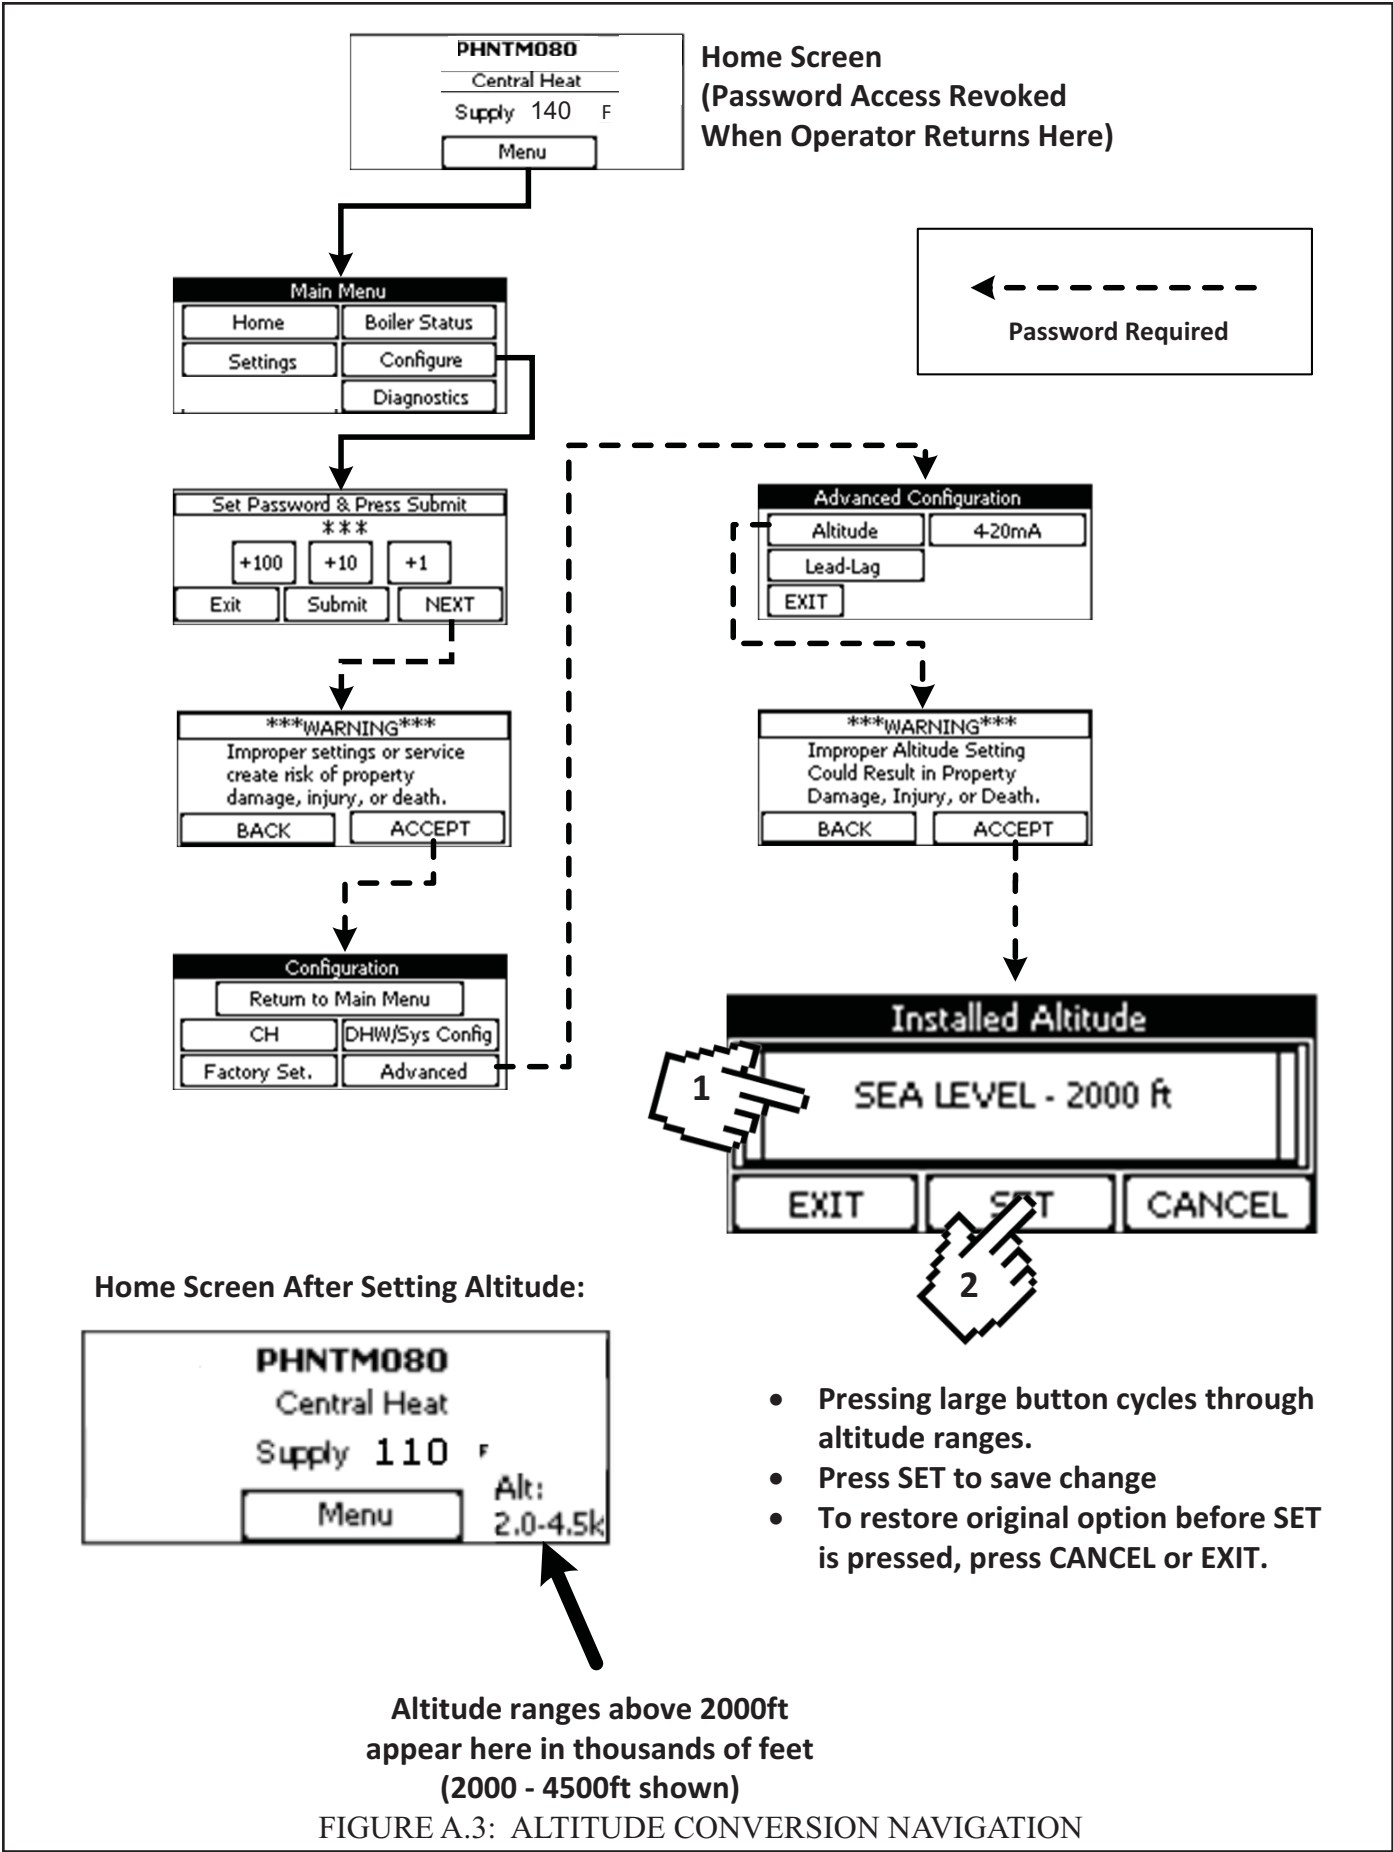 PHNTM080
Central Heat
Supply 140 F
Menu
Home Screen
(Password Access Revoked
When Operator Returns Here)
Password Required
Main Menu
Home Boiler Status
Settings Configure
Diagnostics
Set Password & Press Submit
***
+100 +10 +1
Exit Submit NEXT
***WARNING***
Improper settings or service
create risk of property
damage, injury, or death.
BACK ACCEPT
Configuration
Return to Main Menu
CH DHW/Sys Config
Factory Set. Advanced
Advanced Configuration
Altitude 4-20mA
Lead-Lag
EXIT
***WARNING***
Improper Altitude Setting
Could Result in Property
Damage, Injury, or Death.
BACK ACCEPT
Installed Altitude
1
SEA LEVEL - 2000 ft
EXIT SET CANCEL
2
Home Screen After Setting Altitude:
PHNTM080
Central Heat
Supply 110 F
Menu
Alt:
2.0-4.5k
• Pressing large button cycles through
altitude ranges.
• Press SET to save change
• To restore original option before SET
is pressed, press CANCEL or EXIT.
Altitude ranges above 2000ft
appear here in thousands of feet
(2000 - 4500ft shown)
FIGURE A.3: ALTITUDE CONVERSION NAVIGATION